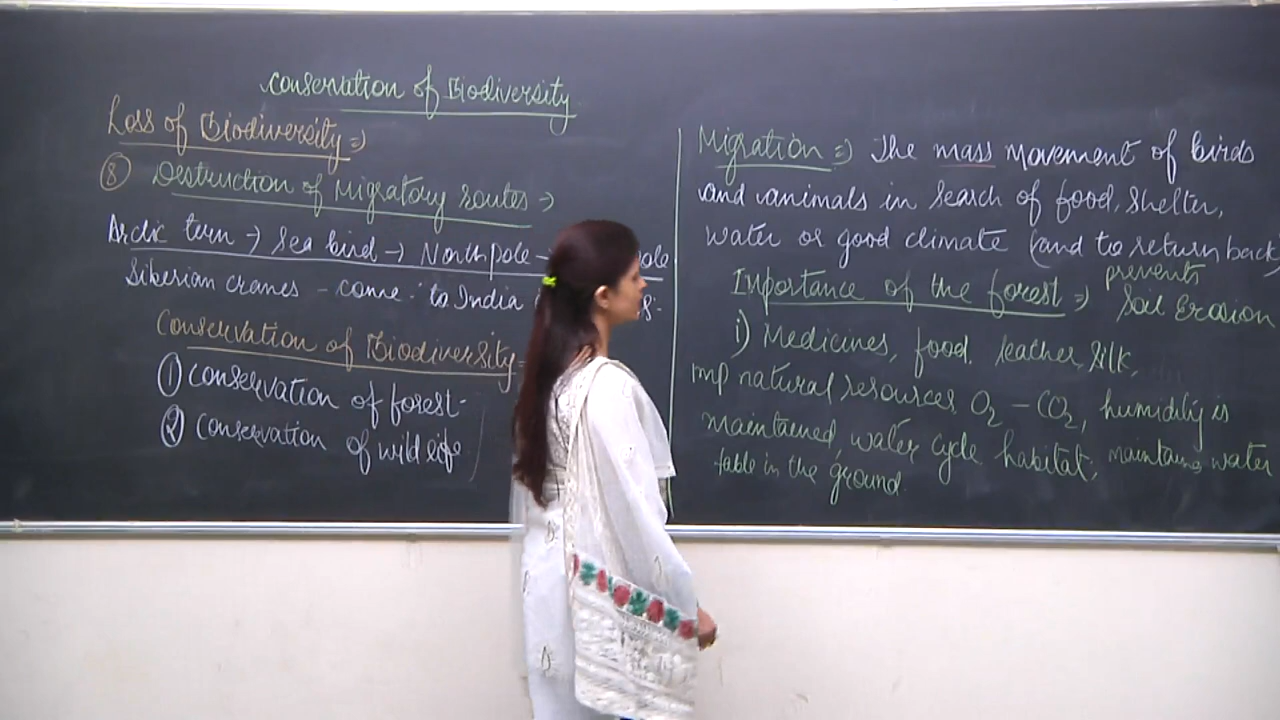 Conservation of Biodiversity
Loss of Biodiversity ⇒
⑧ Destruction of Migratory routes →
Arctic tern → Sea bird → North pole → ole
Siberian cranes - come to India
Conservation of Biodiversity
① Conservation of forest-
② Conservation of wild life
Migration ⇒ The mass movement of birds
and animals in search of food, shelter,
water or good climate (and to return back)
Importance of the forest ⇒ prevents
Soil Erosion
i) Medicines, food, leather, silk,
imp natural resources O2 - CO2, humidity is
maintained, water cycle habitat, maintains water
table in the ground.